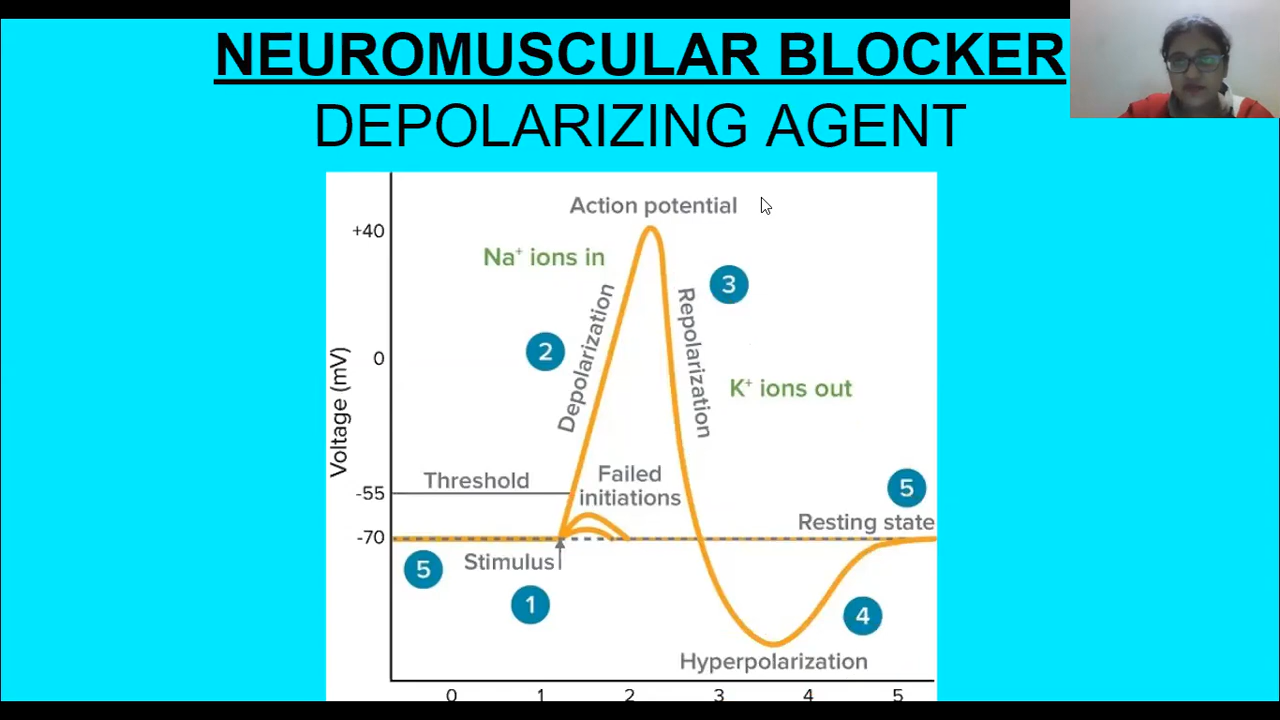 NEUROMUSCULAR BLOCKER
DEPOLARIZING AGENT
Action potential
+40
Na⁺ ions in
3
Depolarization
Repolarization
2
0
K⁺ ions out
Voltage (mV)
Threshold
Failed
initiations
-55
5
Resting state
-70
Stimulus
5
1
4
Hyperpolarization
0 1 2 3 4 5